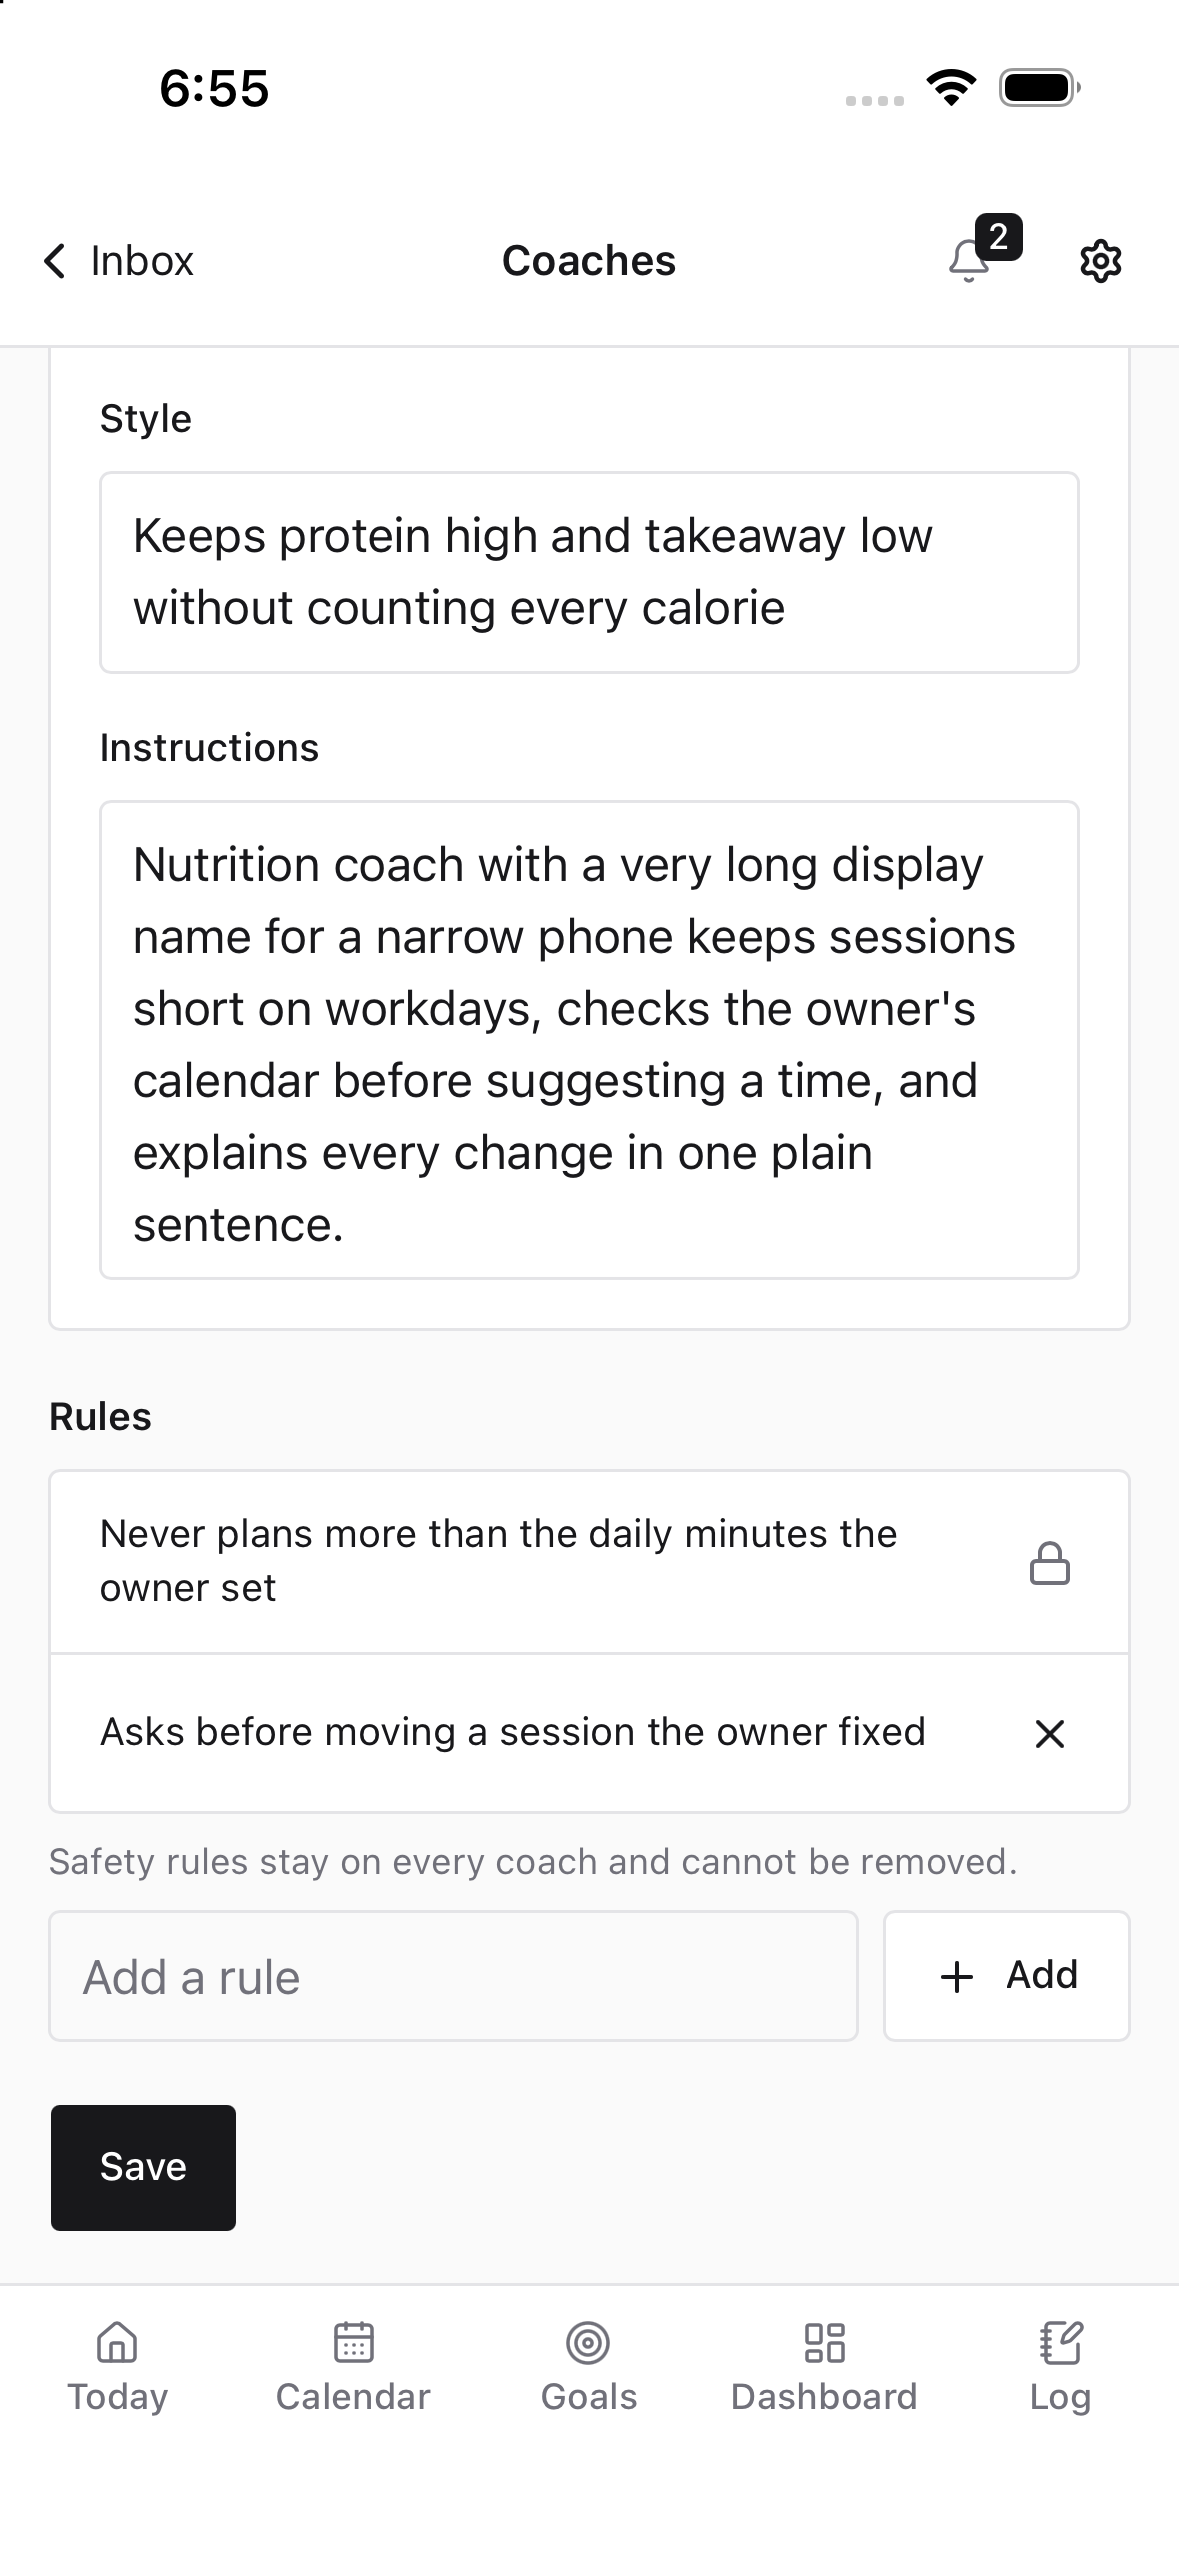 6:55
Inbox
Coaches
2
Style
Keeps protein high and takeaway low
without counting every calorie
Instructions
Nutrition coach with a very long display
name for a narrow phone keeps sessions
short on workdays, checks the owner's
calendar before suggesting a time, and
explains every change in one plain
sentence.
Rules
Never plans more than the daily minutes the
owner set
Asks before moving a session the owner fixed
Safety rules stay on every coach and cannot be removed.
Add a rule
Add
Save
Today
Calendar
Goals
Dashboard
Log